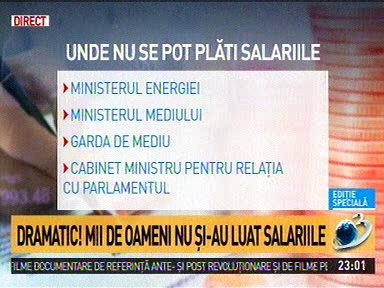 DIRECT
UNDE NU SE POT PLĂTI SALARIILE
MINISTERUL ENERGIEI
MINISTERUL MEDIULUI
GARDA DE MEDIU
CABINET MINISTRU PENTRU RELAȚIA
CU PARLAMENTUL
EDIȚIE
SPECIALĂ
DRAMATIC! MII DE OAMENI NU ȘI-AU LUAT SALARIILE
FILME DOCUMENTARE DE REFERINȚĂ ANTE- ȘI POST REVOLUȚIONARE ȘI DE FILME
23:01